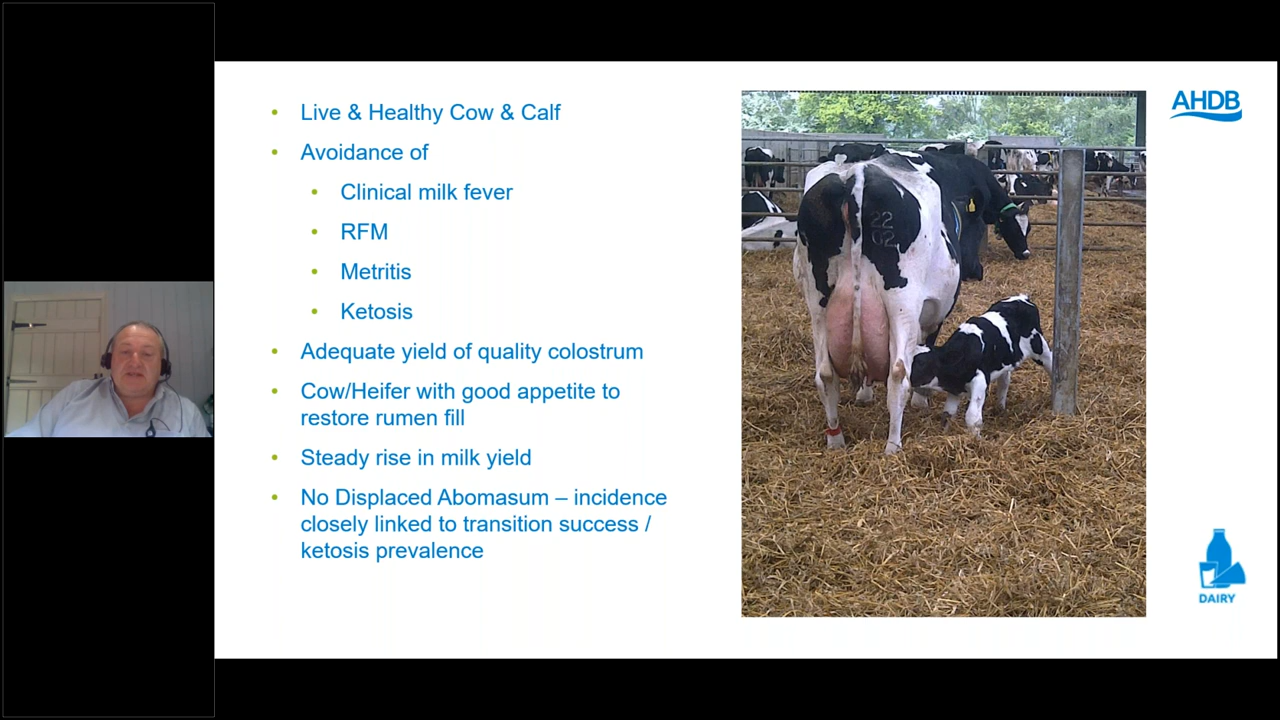 Live & Healthy Cow & Calf
Avoidance of
Clinical milk fever
RFM
Metritis
Ketosis
Adequate yield of quality colostrum
Cow/Heifer with good appetite to
restore rumen fill
Steady rise in milk yield
No Displaced Abomasum – incidence
closely linked to transition success /
ketosis prevalence
22
AHDB
DAIRY